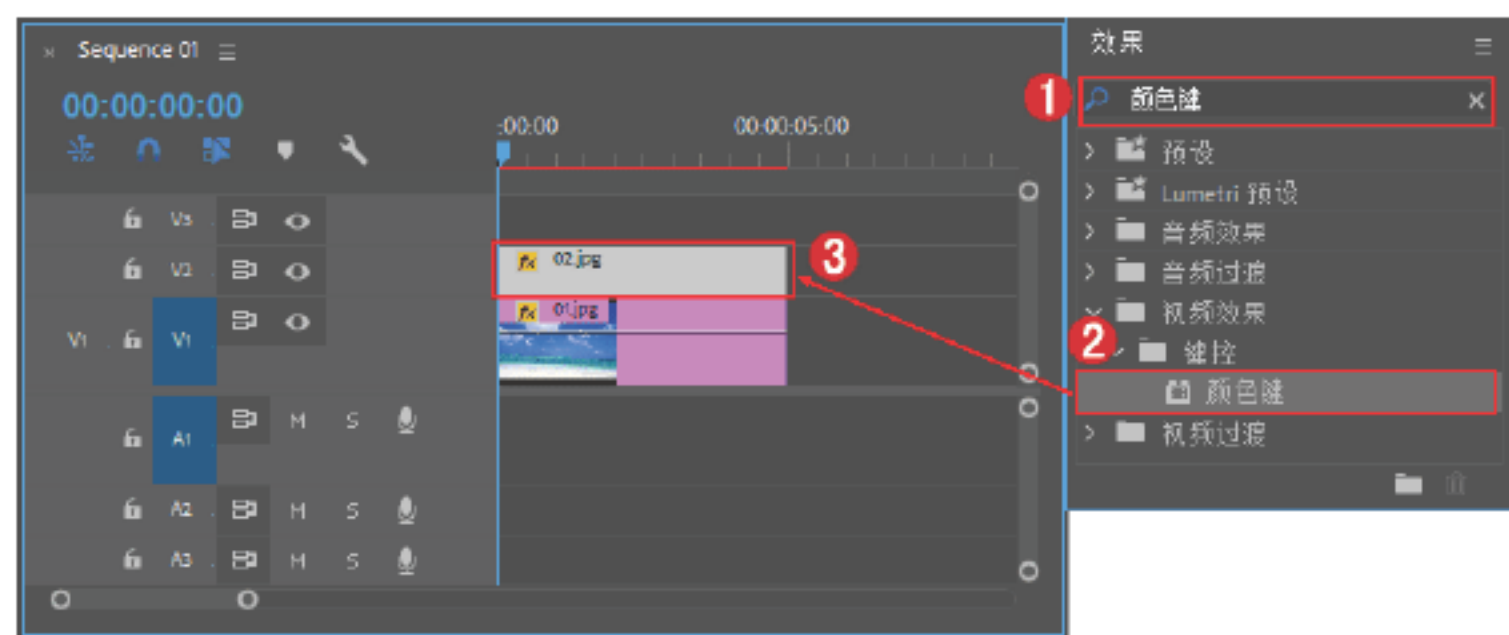 Sequence 01
00:00:00:00
:00:00
00:00:05:00
V3
V2
fx 02.jpg
3
fx 01.jpg
V1
V1
A1
M S
A2
M S
A3
M S
效果
1
颜色键
预设
Lumetri 预设
音频效果
音频过渡
视频效果
2
键控
颜色键
视频过渡